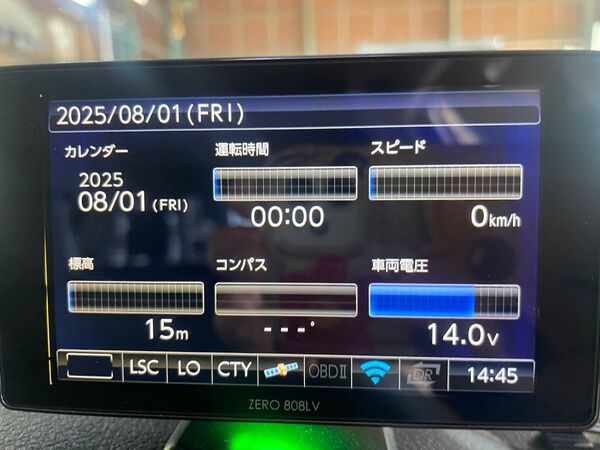 2025/08/01(FRI)
カレンダー 運転時間 スピード
2025
08/01 (FRI)
00:00
0km/h
標高 コンパス 車両電圧
15m
---°
14.0v
LSC LO CTY OBDⅡ DR 14:45
ZERO 808LV